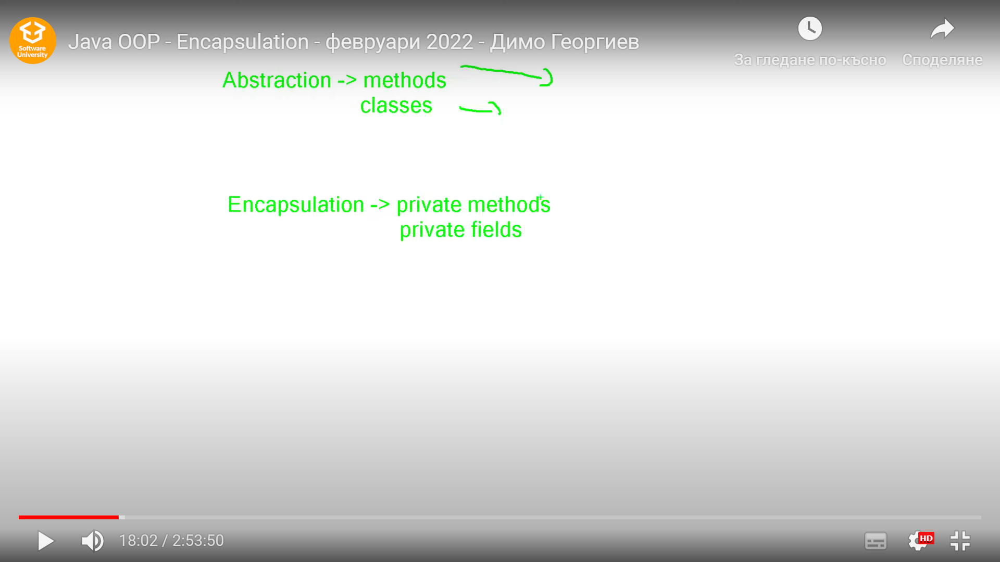 Software
University
Java OOP - Encapsulation - февруари 2022 - Димо Георгиев
За гледане по-късно
Споделяне
Abstraction -> methods
classes
Encapsulation -> private methods
private fields
18:02 / 2:53:50
HD